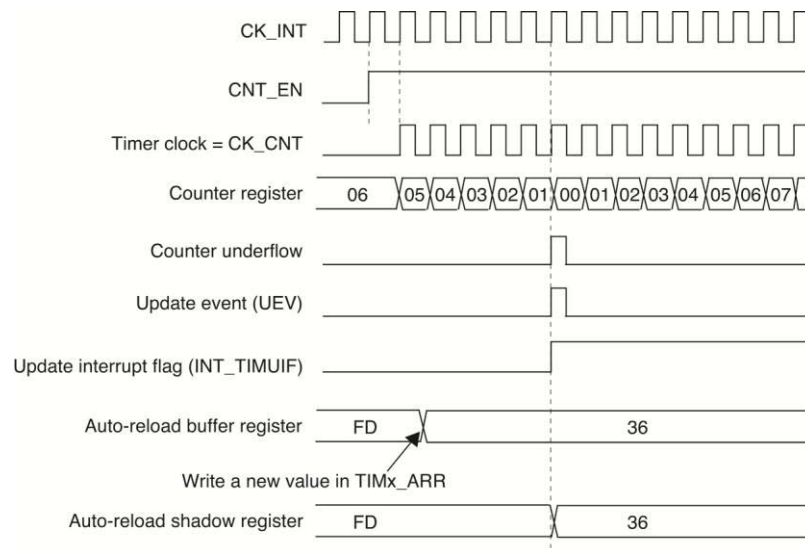 CK_INT
CNT_EN
Timer clock = CK_CNT
Counter register 06 05 04 03 02 01 00 01 02 03 04 05 06 07
Counter underflow
Update event (UEV)
Update interrupt flag (INT_TIMUIF)
Auto-reload buffer register FD 36
Write a new value in TIMx_ARR
Auto-reload shadow register FD 36